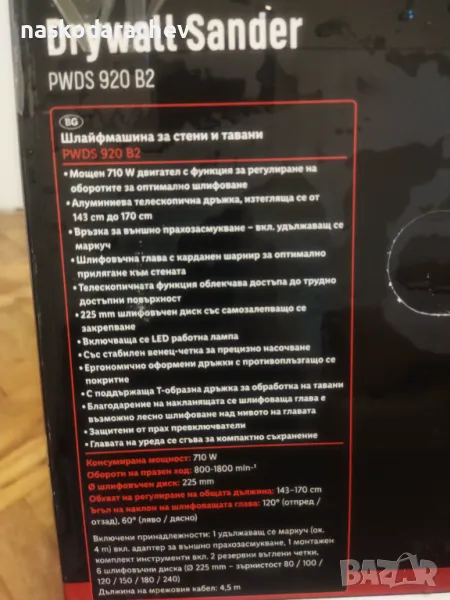 naskodarachev
Drywall Sander
PWDS 920 B2
BG
Шлайфмашина за стени и тавани
PWDS 920 B2
• Мощен 710 W двигател с функция за регулиране на
оборотите за оптимално шлифоване
• Алуминиева телескопична дръжка, изтегляща се от
143 cm до 170 cm
• Връзка за външно прахозасмукване – вкл. удължаващ се
маркуч
• Шлифовъчна глава с карданен шарнир за оптимално
прилягане към стената
• Телескопичната функция облекчава достъпа до трудно
достъпни повърхност
• 225 mm шлифовъчен диск със самозалепващо се
закрепване
• Включваща се LED работна лампа
• Със стабилен венец-четка за прецизно насочване
• Ергономично оформени дръжки с противоплъзгащо се
покритие
• С поддържаща Т-образна дръжка за обработка на тавани
• Благодарение на накланящата се шлифоваща глава е
възможно лесно шлифоване над нивото на главата
• Защитени от прах превключватели
• Главата на уреда се сгъва за компактно съхранение
Консумирана мощност: 710 W
Обороти на празен ход: 800-1800 min-¹
Ø шлифовъчен диск: 225 mm
Обхват на регулиране на общата дължина: 143–170 cm
Ъгъл на наклон на шлифоващата глава: 120° (отпред /
отзад), 60° (ляво / дясно)
Включени принадлежности: 1 удължаващ се маркуч (ок.
4 m) вкл. адаптер за външно прахозасмукване, 1 монтажен
комплект инструменти вкл. 2 резервни въглени четки,
6 шлифовъчни диска (Ø 225 mm – зърнистост 80 / 100 /
120 / 150 / 180 / 240)
Дължина на мрежовия кабел: 4,5 m
bazar.bg